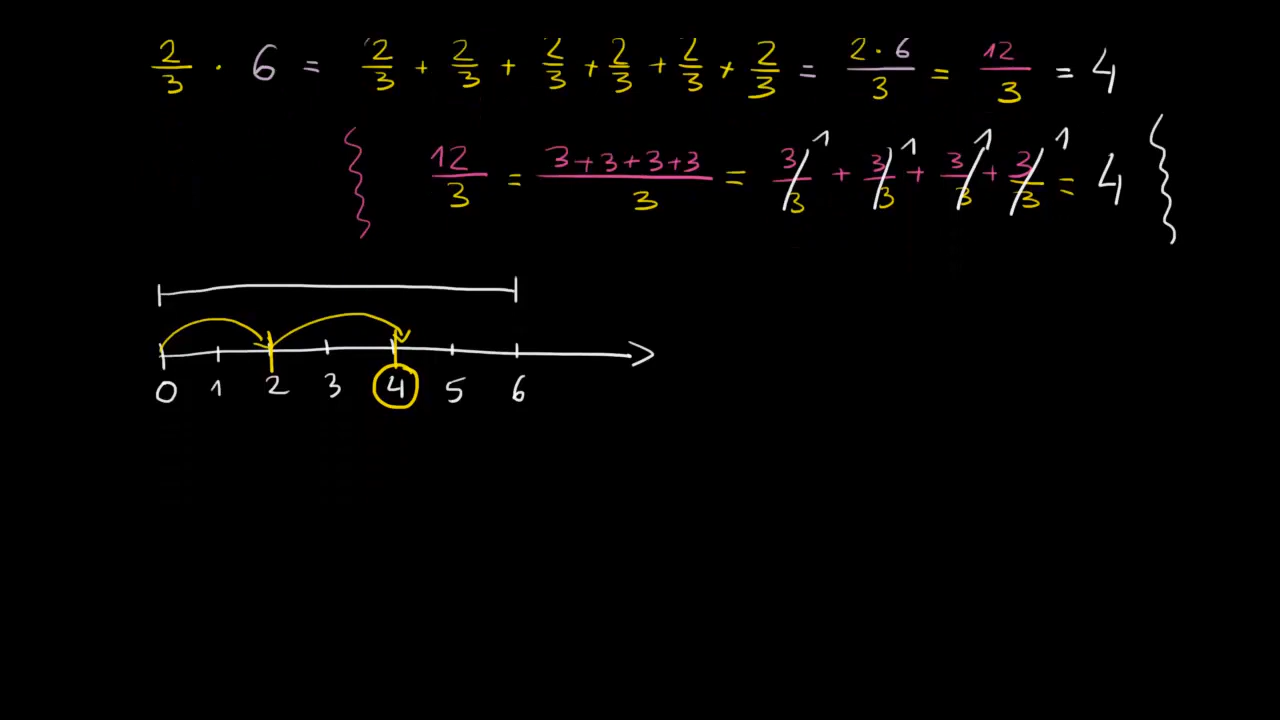 2/3 · 6 = 2/3 + 2/3 + 2/3 + 2/3 + 2/3 + 2/3 = 2·6/3 = 12/3 = 4
{ 12/3 = 3+3+3+3/3 = 3/3 1 + 3/3 1 + 3/3 1 + 3/3 1 = 4 }
0 1 2 3 4 5 6